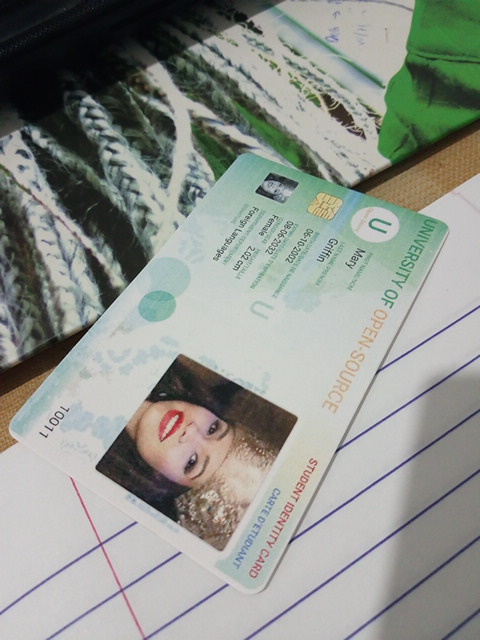 UNIVERSITY OF OPEN-SOURCE
STUDENT IDENTITY CARD
CARTE D'ETUDIANT
U
Mary
Griffin
06-10-2002
08-06-2032
Female
2.02 cm
Foreign Languages
U
10011